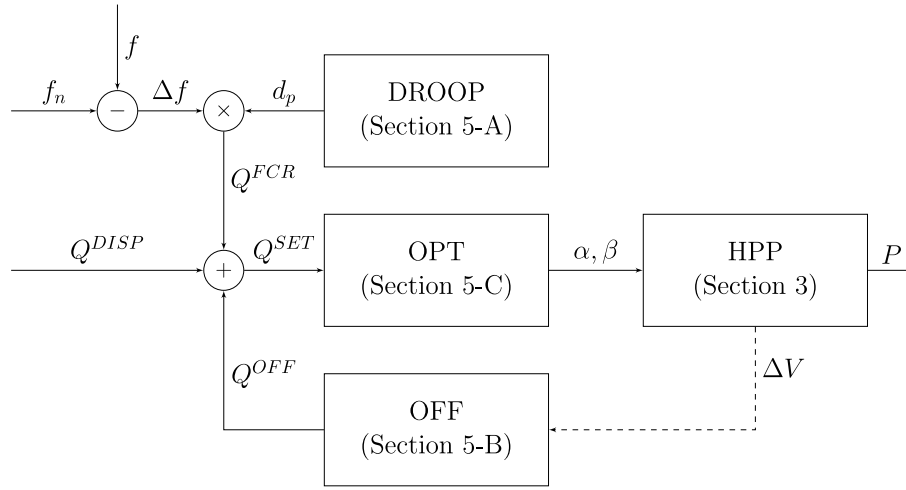 f
f_n
−
Δf
×
d_p
DROOP
(Section 5-A)
Q^{FCR}
Q^{DISP}
+
Q^{SET}
OPT
(Section 5-C)
α, β
HPP
(Section 3)
P
Q^{OFF}
OFF
(Section 5-B)
ΔV